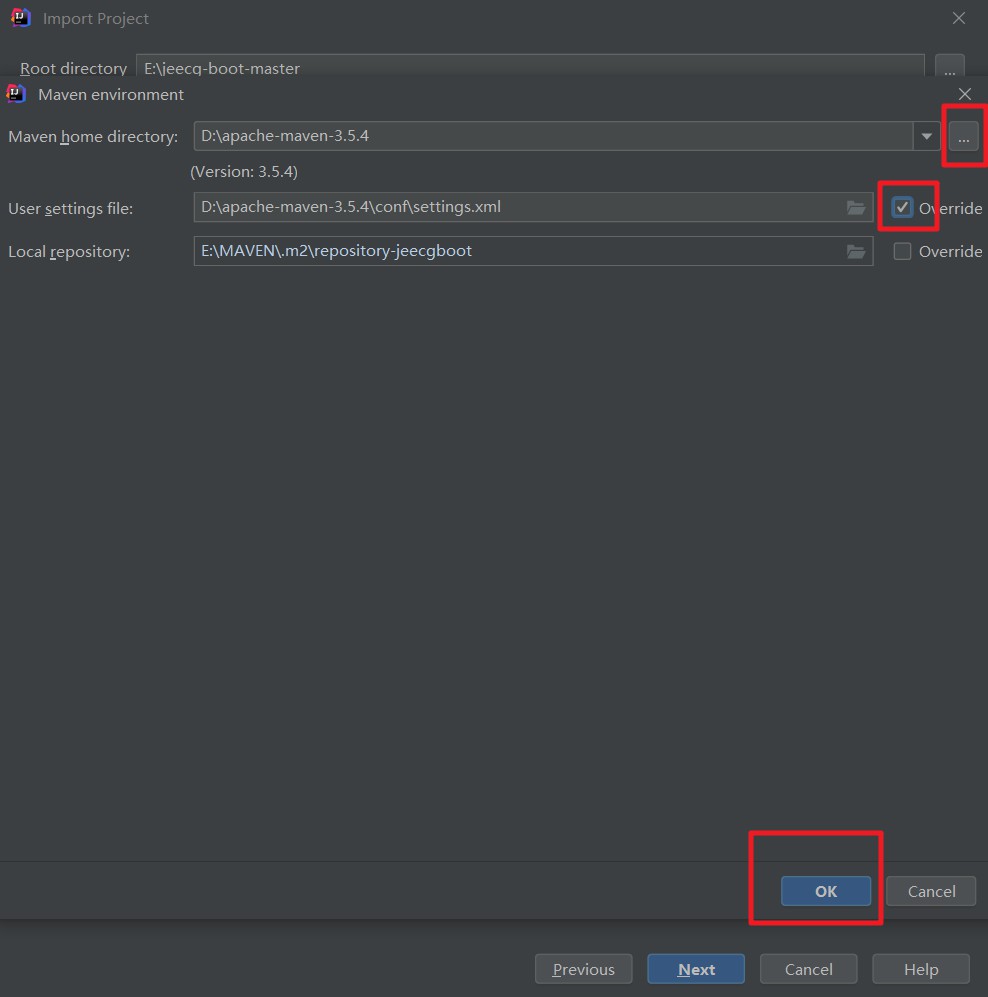 Import Project
Root directory E:\jeecg-boot-master ...
Maven environment
Maven home directory: D:\apache-maven-3.5.4 ...
(Version: 3.5.4)
User settings file: D:\apache-maven-3.5.4\conf\settings.xml Override
Local repository: E:\MAVEN\.m2\repository-jeecgboot Override
OK Cancel
Previous Next Cancel Help